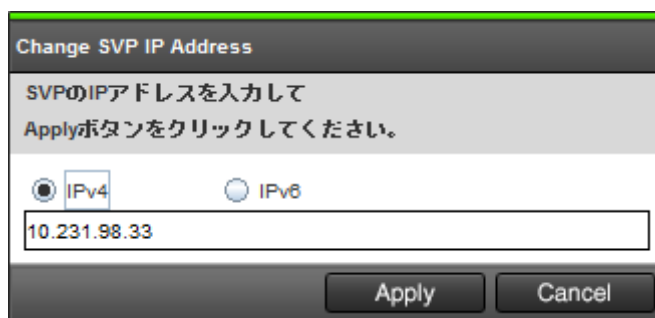 Change SVP IP Address
SVPのIPアドレスを入力して
Applyボタンをクリックしてください。
IPv4 IPv6
10.231.98.33
Apply Cancel